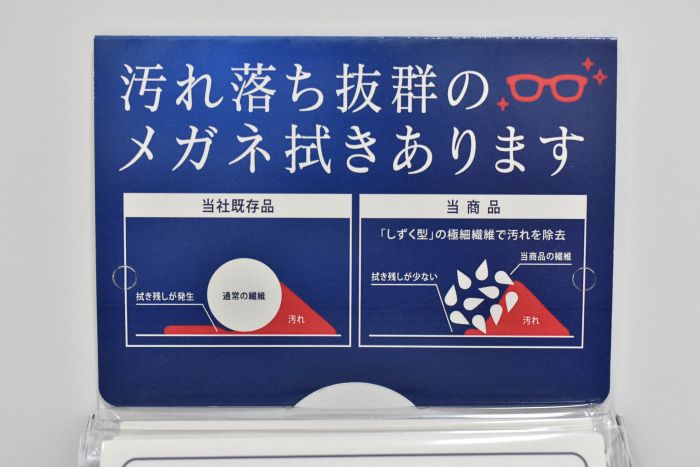 汚れ落ち抜群の
メガネ拭きあります
当社既存品
拭き残しが発生
通常の繊維
汚れ
当商品
「しずく型」の極細繊維で汚れを除去
当商品の繊維
拭き残しが少ない
汚れ